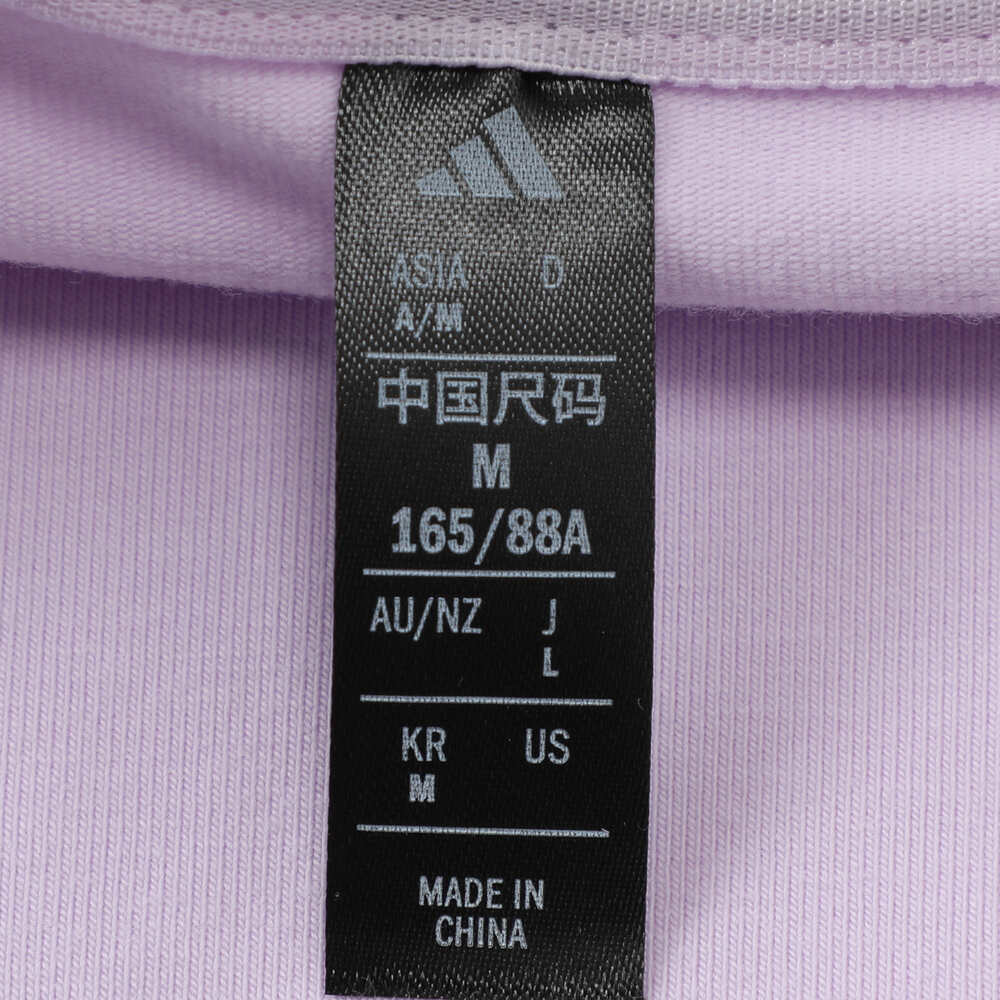 ASIA D
A/M
中国尺码
M
165/88A
AU/NZ J
L
KR US
M
MADE IN
CHINA